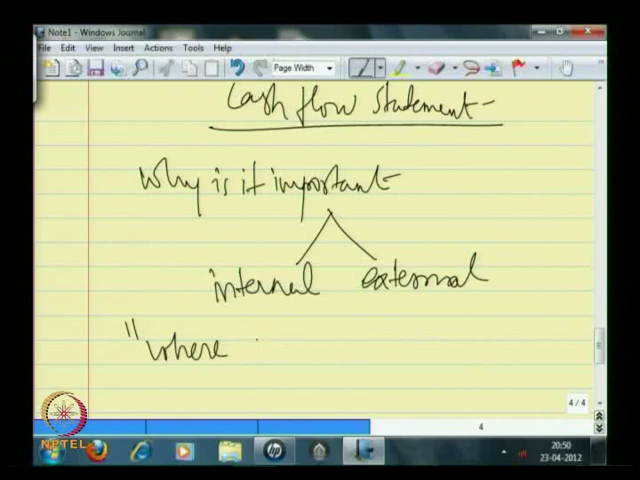 Note1 - Windows Journal
File Edit View Insert Actions Tools Help
Page Width
Cash flow statement
Why is it important
internal external
"where
4/4
4
NPTEL
hp
20:50
23-04-2012